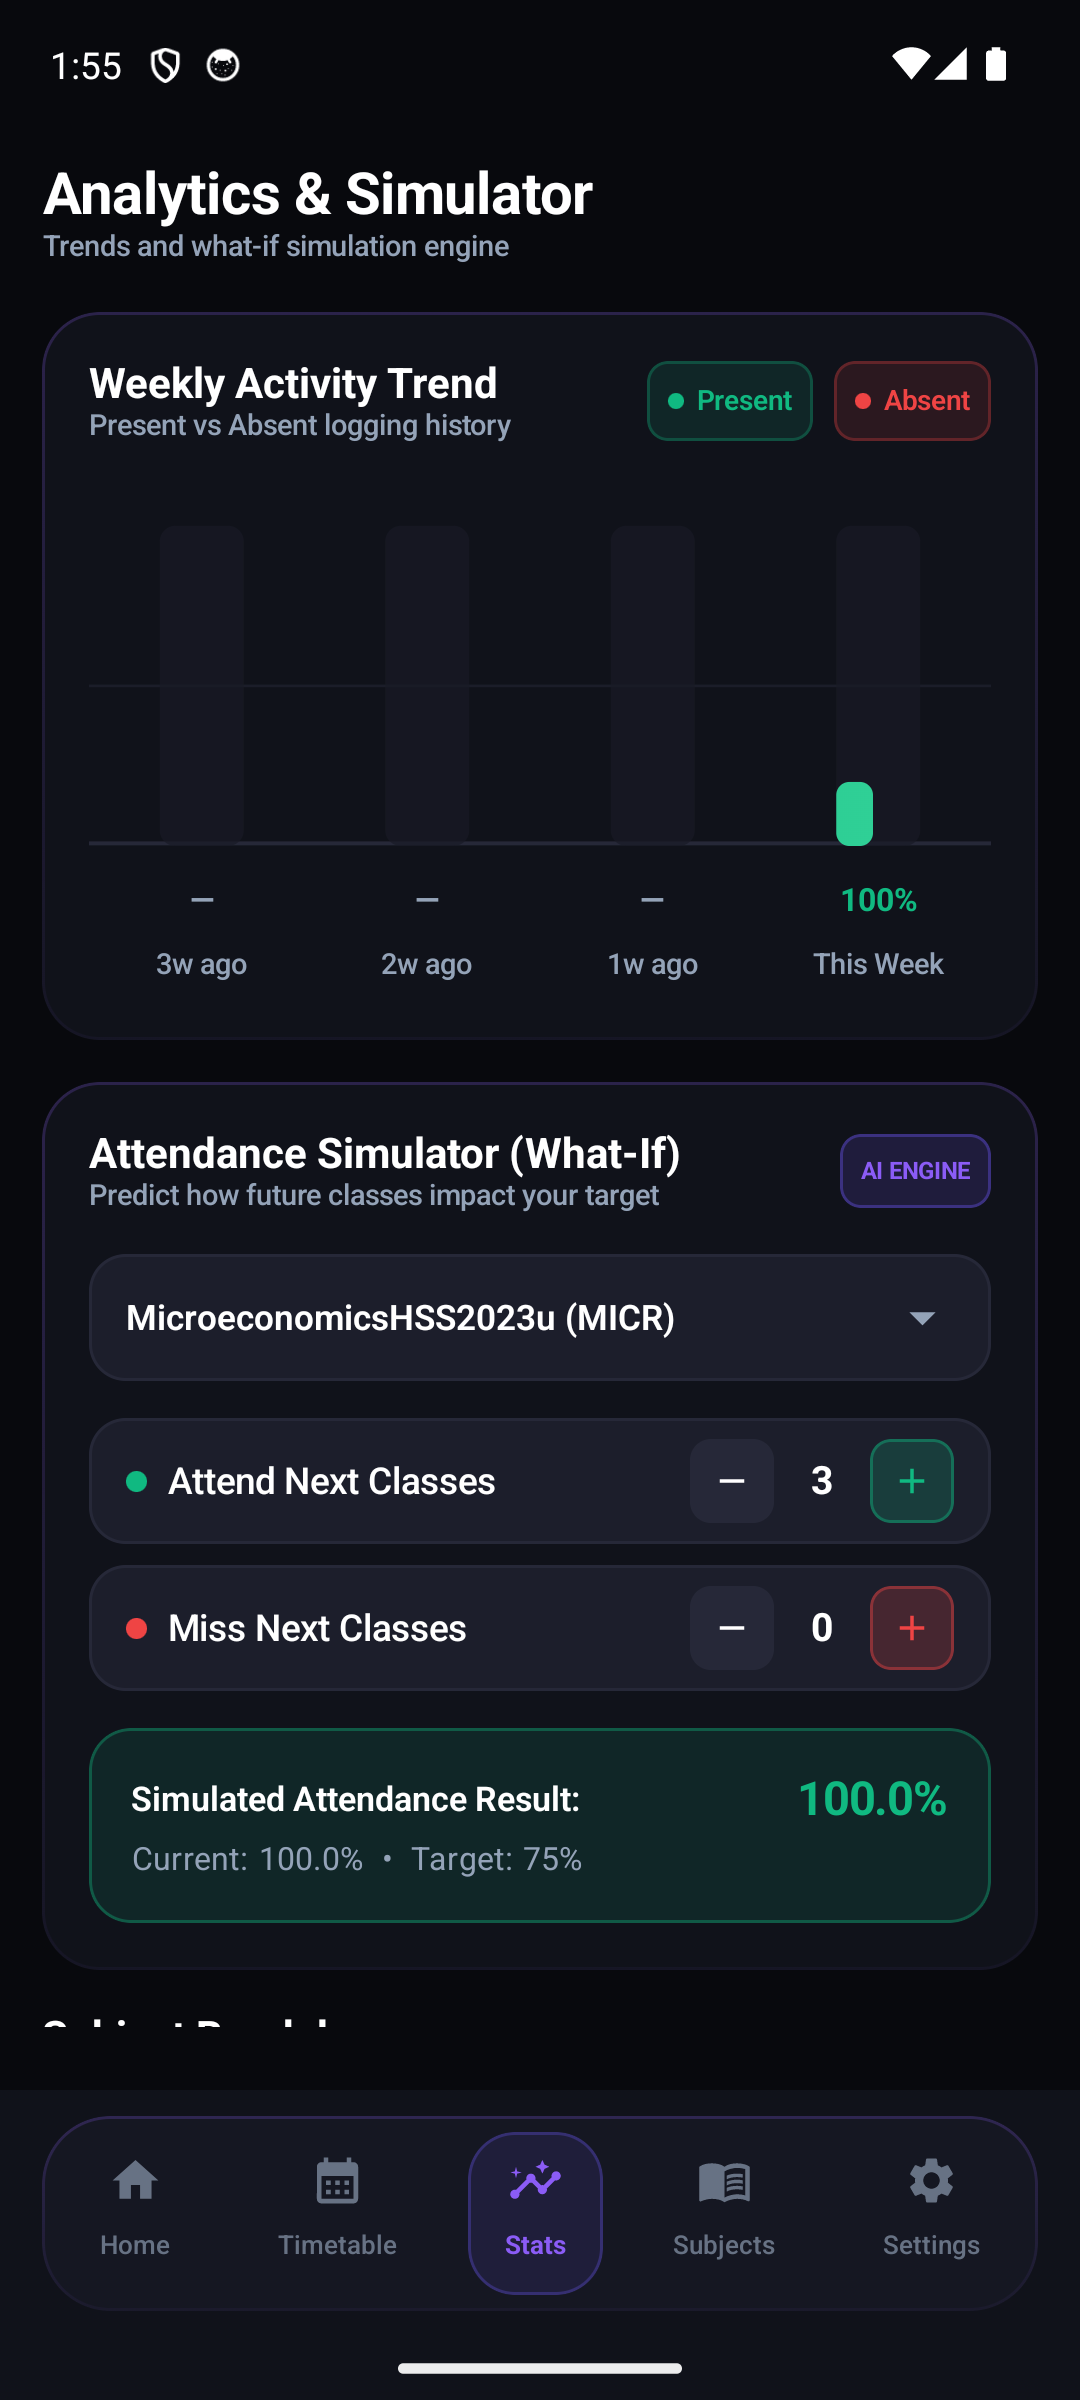 1:55
Analytics & Simulator
Trends and what-if simulation engine
Weekly Activity Trend
Present vs Absent logging history
Present
Absent
–
–
–
100%
3w ago
2w ago
1w ago
This Week
Attendance Simulator (What-If)
Predict how future classes impact your target
AI ENGINE
MicroeconomicsHSS2023u (MICR)
Attend Next Classes
− 3 +
Miss Next Classes
− 0 +
Simulated Attendance Result:
100.0%
Current: 100.0% • Target: 75%
Home
Timetable
Stats
Subjects
Settings